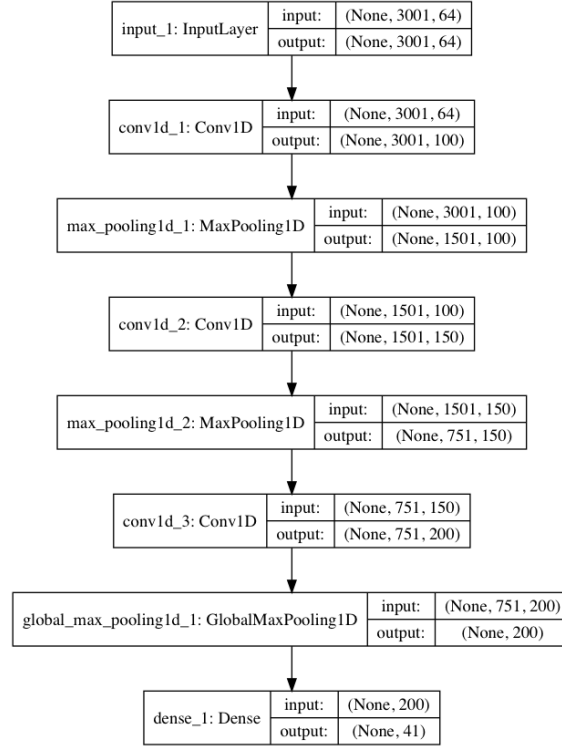 input_1: InputLayer
input: (None, 3001, 64)
output: (None, 3001, 64)
conv1d_1: Conv1D
input: (None, 3001, 64)
output: (None, 3001, 100)
max_pooling1d_1: MaxPooling1D
input: (None, 3001, 100)
output: (None, 1501, 100)
conv1d_2: Conv1D
input: (None, 1501, 100)
output: (None, 1501, 150)
max_pooling1d_2: MaxPooling1D
input: (None, 1501, 150)
output: (None, 751, 150)
conv1d_3: Conv1D
input: (None, 751, 150)
output: (None, 751, 200)
global_max_pooling1d_1: GlobalMaxPooling1D
input: (None, 751, 200)
output: (None, 200)
dense_1: Dense
input: (None, 200)
output: (None, 41)